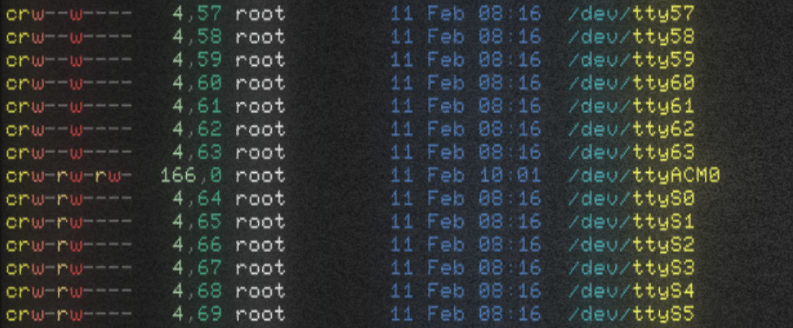 crw--w---- 4,57 root 11 Feb 08:16 /dev/tty57
crw--w---- 4,58 root 11 Feb 08:16 /dev/tty58
crw--w---- 4,59 root 11 Feb 08:16 /dev/tty59
crw--w---- 4,60 root 11 Feb 08:16 /dev/tty60
crw--w---- 4,61 root 11 Feb 08:16 /dev/tty61
crw--w---- 4,62 root 11 Feb 08:16 /dev/tty62
crw--w---- 4,63 root 11 Feb 08:16 /dev/tty63
crw-rw-rw- 166,0 root 11 Feb 10:01 /dev/ttyACM0
crw-rw---- 4,64 root 11 Feb 08:16 /dev/ttyS0
crw-rw---- 4,65 root 11 Feb 08:16 /dev/ttyS1
crw-rw---- 4,66 root 11 Feb 08:16 /dev/ttyS2
crw-rw---- 4,67 root 11 Feb 08:16 /dev/ttyS3
crw-rw---- 4,68 root 11 Feb 08:16 /dev/ttyS4
crw-rw---- 4,69 root 11 Feb 08:16 /dev/ttyS5